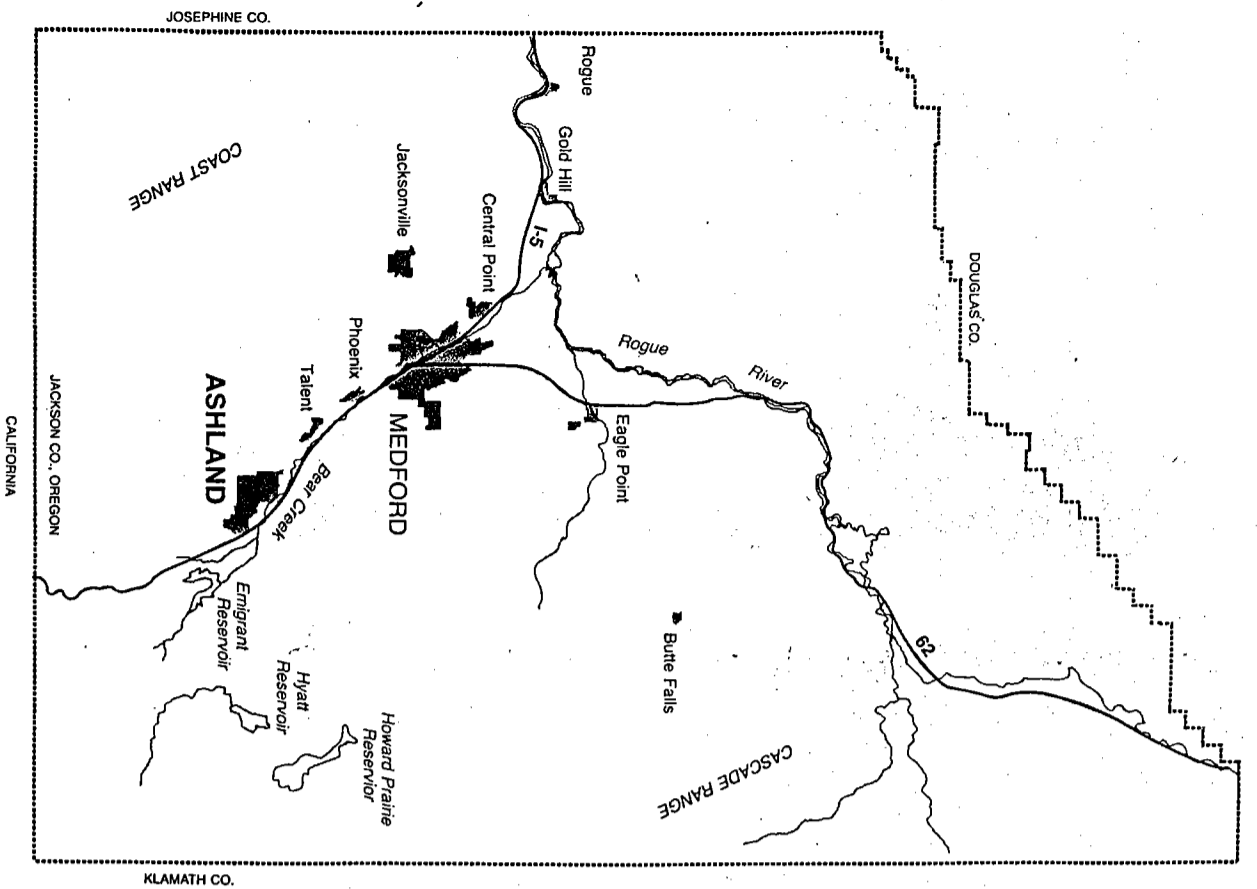 JOSEPHINE CO.
Rogue
Gold Hill
COAST RANGE
Jacksonville
Central Point
I-5
DOUGLAS CO.
Phoenix
Talent
ASHLAND
MEDFORD
Rogue
River
Eagle Point
Bear Creek
JACKSON CO., OREGON
CALIFORNIA
Emigrant
Reservoir
Hyatt
Reservoir
Howard Prairie
Reservior
Butte Falls
62
CASCADE RANGE
KLAMATH CO.